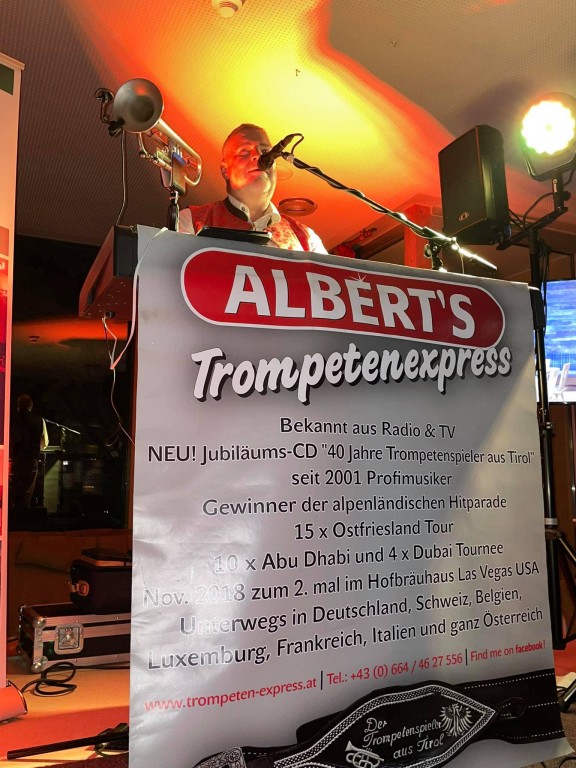 ALBERT'S
Trompetenexpress
Bekannt aus Radio & TV
NEU! Jubiläums-CD "40 Jahre Trompetenspieler aus Tirol"
seit 2001 Profimusiker
Gewinner der alpenländischen Hitparade
15 x Ostfriesland Tour
10 x Abu Dhabi und 4 x Dubai Tournee
Nov. 2018 zum 2. mal im Hofbräuhaus Las Vegas USA
Unterwegs in Deutschland, Schweiz, Belgien,
Luxemburg, Frankreich, Italien und ganz Österreich
www.trompeten-express.at | Tel.: +43 (0) 664 / 46 27 556 | Find me on facebook!
Der
Trompetenspieler
aus Tirol